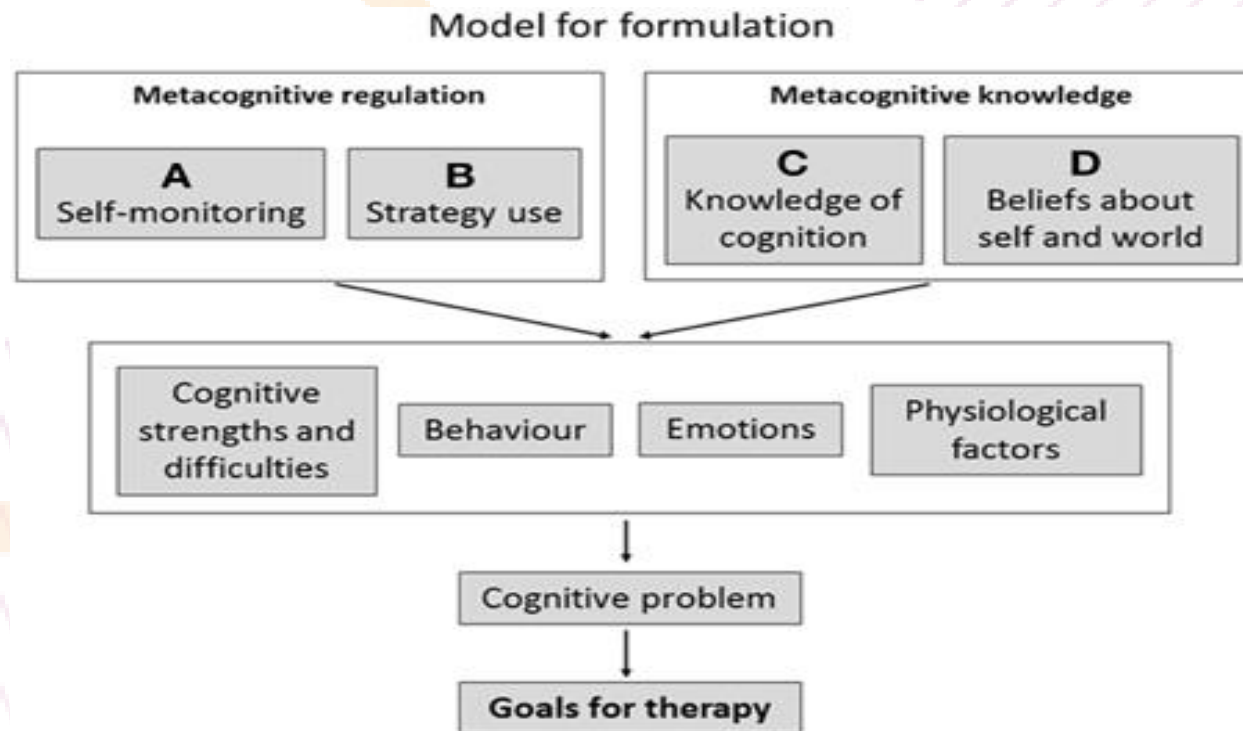 Model for formulation
Metacognitive regulation
A
Self-monitoring
B
Strategy use
Metacognitive knowledge
C
Knowledge of
cognition
D
Beliefs about
self and world
Cognitive
strengths and
difficulties
Behaviour
Emotions
Physiological
factors
Cognitive problem
Goals for therapy